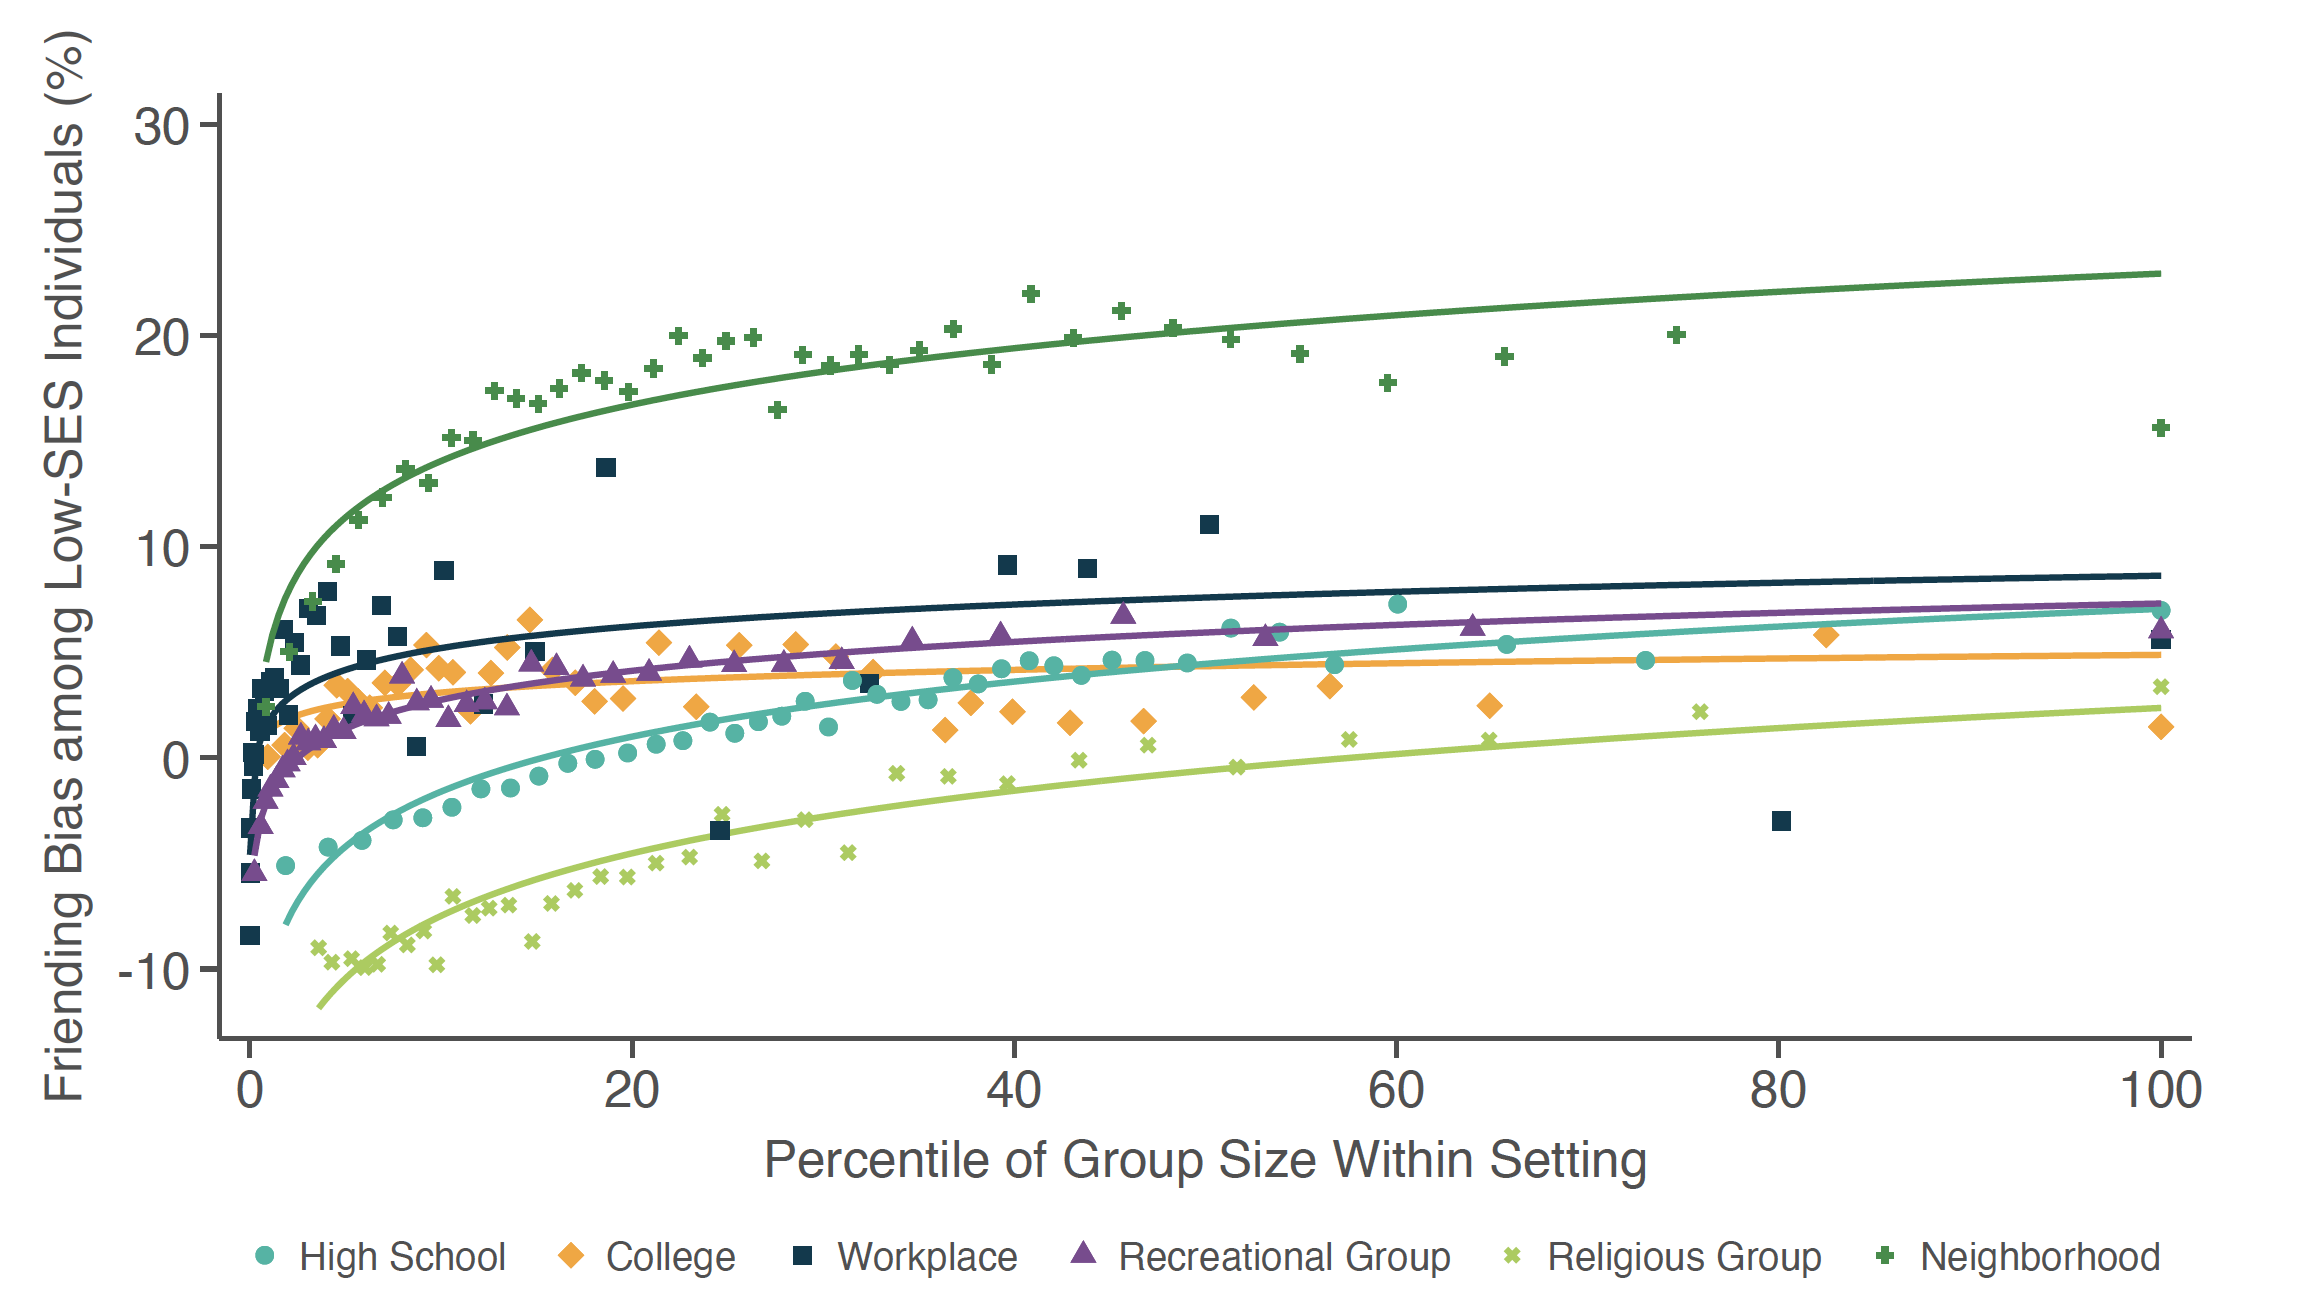 Friending Bias among Low-SES Individuals (%)
30
20
10
0
-10
0 20 40 60 80 100
Percentile of Group Size Within Setting
High School College Workplace Recreational Group Religious Group Neighborhood